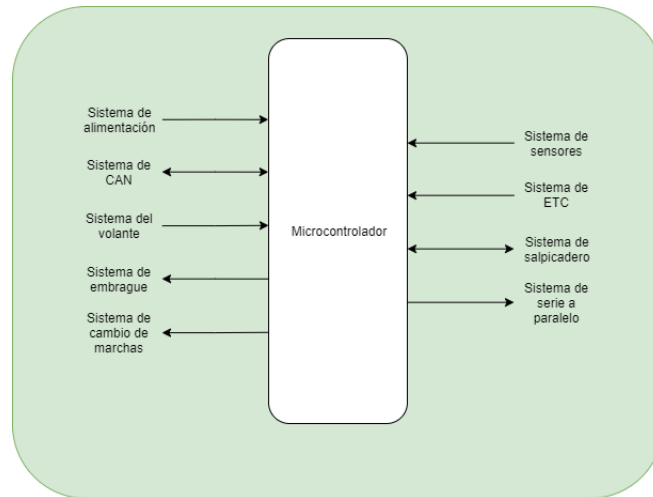 Sistema de
alimentación
Sistema de
CAN
Sistema del
volante
Sistema de
embrague
Sistema de
cambio de
marchas
Microcontrolador
Sistema de
sensores
Sistema de
ETC
Sistema de
salpicadero
Sistema de
serie a
paralelo